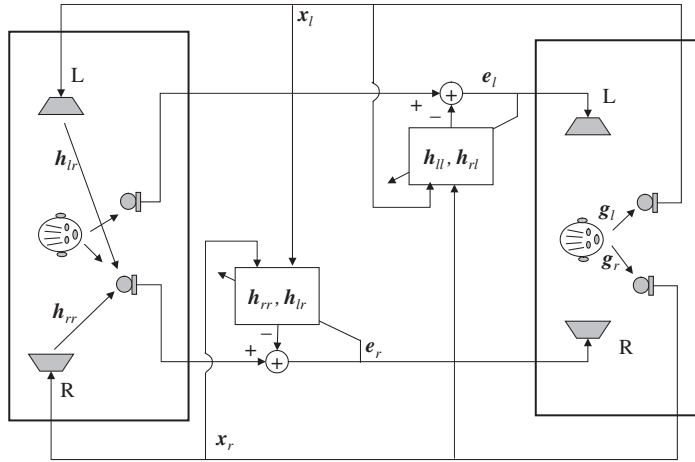 x_l
L
e_l
+
−
+
L
h_lr
h_ll, h_rl
g_l
g_r
h_rr
h_rr, h_lr
−
+
+
e_r
R
R
x_r